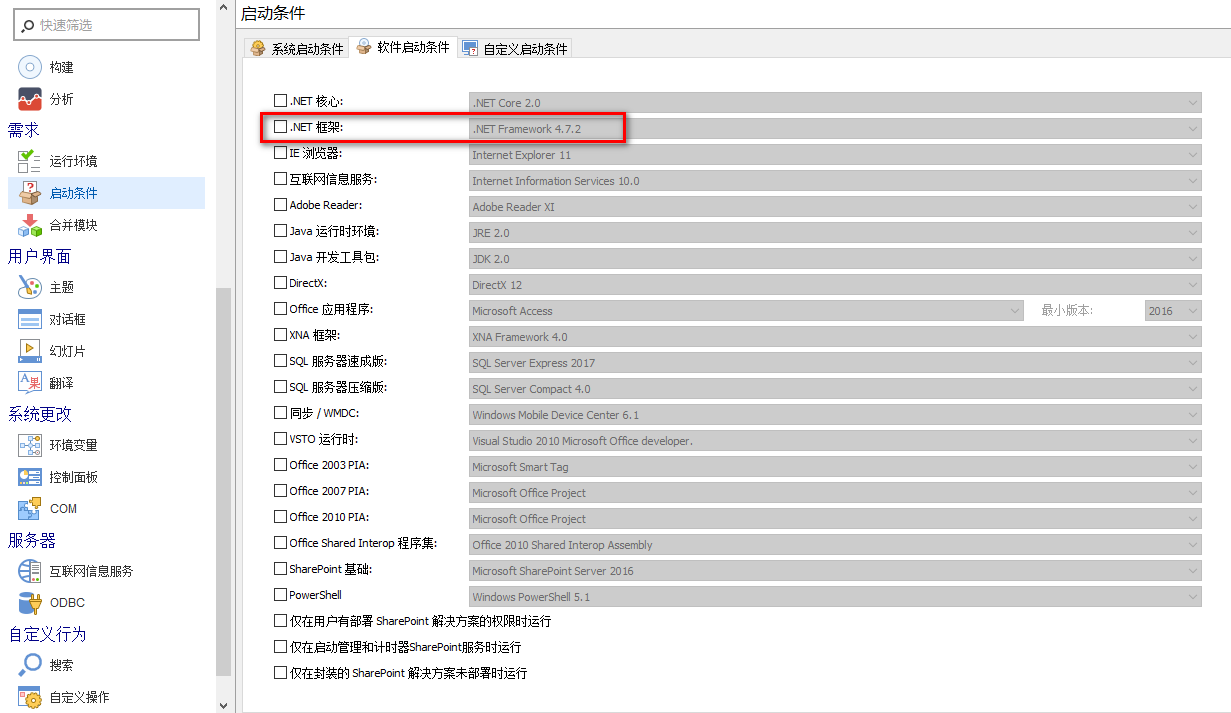 快速筛选
构建
分析
需求
运行环境
启动条件
合并模块
用户界面
主题
对话框
幻灯片
翻译
系统更改
环境变量
控制面板
COM
服务器
互联网信息服务
ODBC
自定义行为
搜索
自定义操作
启动条件
系统启动条件 软件启动条件 自定义启动条件
.NET 核心: .NET Core 2.0
.NET 框架: .NET Framework 4.7.2
IE 浏览器: Internet Explorer 11
互联网信息服务: Internet Information Services 10.0
Adobe Reader: Adobe Reader XI
Java 运行时环境: JRE 2.0
Java 开发工具包: JDK 2.0
DirectX: DirectX 12
Office 应用程序: Microsoft Access 最小版本: 2016
XNA 框架: XNA Framework 4.0
SQL 服务器速成版: SQL Server Express 2017
SQL 服务器压缩版: SQL Server Compact 4.0
同步 / WMDC: Windows Mobile Device Center 6.1
VSTO 运行时: Visual Studio 2010 Microsoft Office developer.
Office 2003 PIA: Microsoft Smart Tag
Office 2007 PIA: Microsoft Office Project
Office 2010 PIA: Microsoft Office Project
Office Shared Interop 程序集: Office 2010 Shared Interop Assembly
SharePoint 基础: Microsoft SharePoint Server 2016
PowerShell Windows PowerShell 5.1
仅在用户有部署 SharePoint 解决方案的权限时运行
仅在启动管理和计时器SharePoint服务时运行
仅在封装的 SharePoint 解决方案未部署时运行